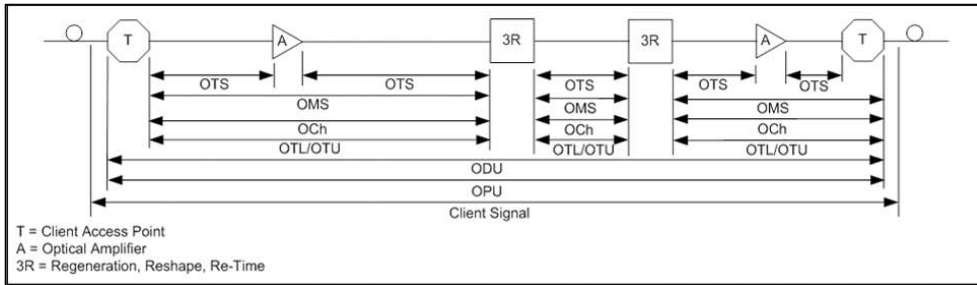 T A 3R 3R A T
OTS OTS OTS OTS OTS
OMS OMS OMS
OCh OCh OCh
OTL/OTU OTL/OTU OTL/OTU
ODU
OPU
Client Signal
T = Client Access Point
A = Optical Amplifier
3R = Regeneration, Reshape, Re-Time